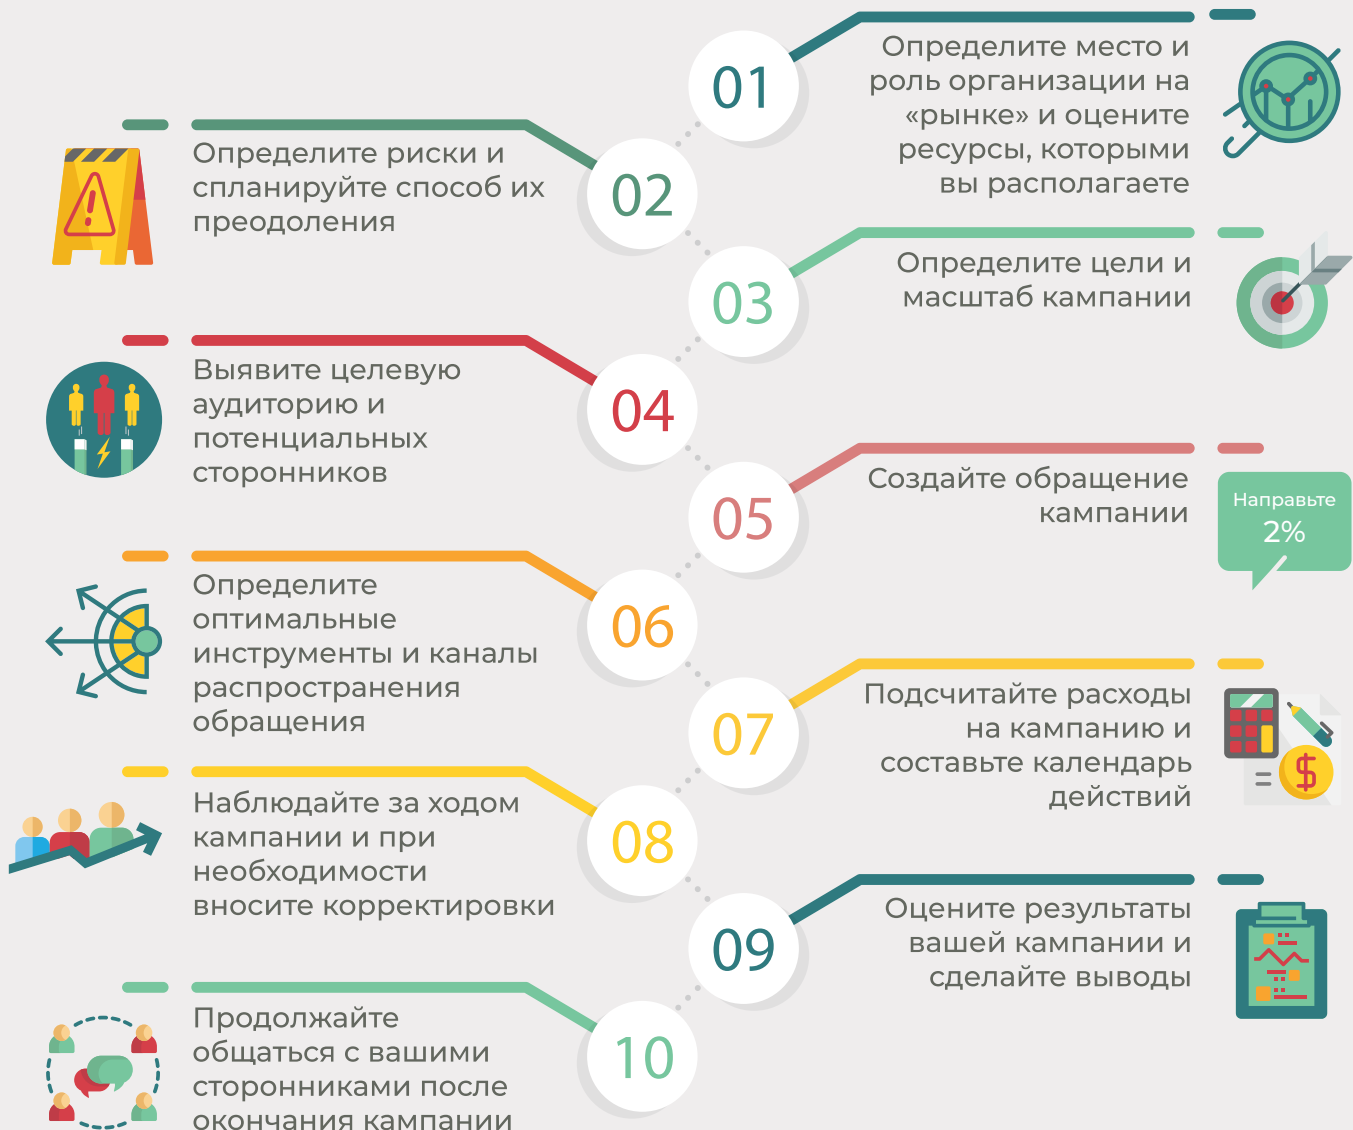 01
Определите место и
роль организации на
«рынке» и оцените
ресурсы, которыми
вы располагаете
02
Определите риски и
спланируйте способ их
преодоления
03
Определите цели и
масштаб кампании
04
Выявите целевую
аудиторию и
потенциальных
сторонников
05
Создайте обращение
кампании
Направьте
2%
06
Определите
оптимальные
инструменты и каналы
распространения
обращения
07
Подсчитайте расходы
на кампанию и
составьте календарь
действий
$
=
08
Наблюдайте за ходом
кампании и при
необходимости
вносите корректировки
09
Оцените результаты
вашей кампании и
сделайте выводы
10
Продолжайте
общаться с вашими
сторонниками после
окончания кампании